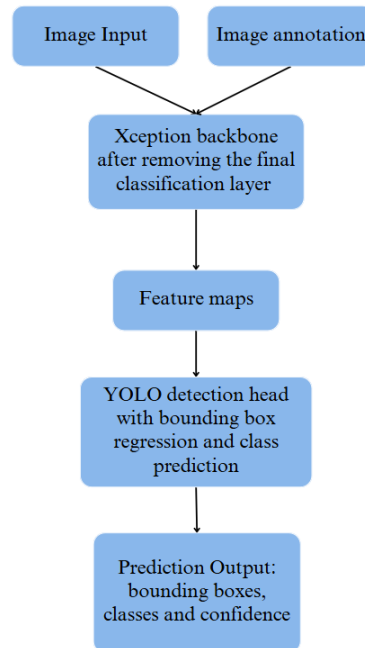 Image Input
Image annotation
Xception backbone
after removing the final
classification layer
Feature maps
YOLO detection head
with bounding box
regression and class
prediction
Prediction Output:
bounding boxes,
classes and confidence